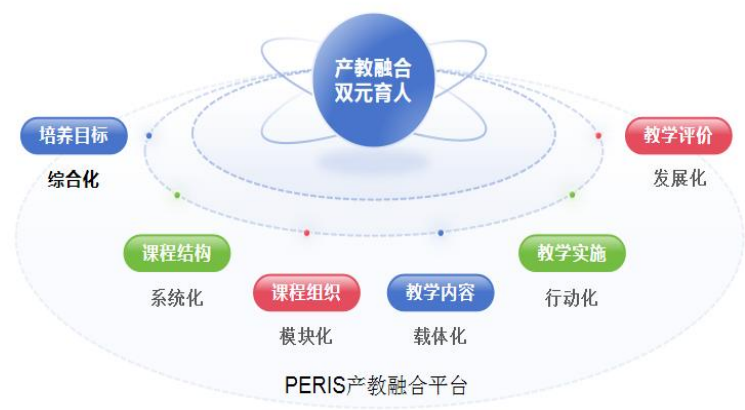 产教融合
双元育人
培养目标
综合化
课程结构
系统化
课程组织
模块化
教学内容
载体化
教学实施
行动化
教学评价
发展化
PERIS产教融合平台